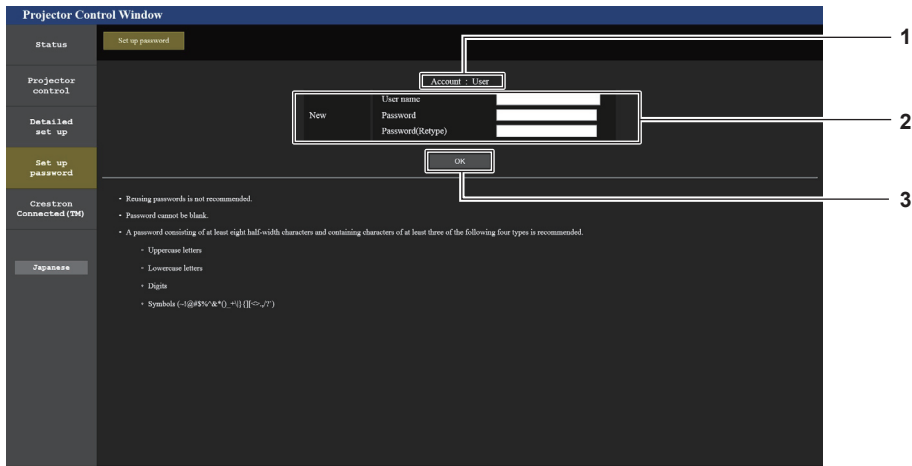 Projector Control Window
Status
Set up password
1
Projector
control
Account : User
User name
New
Password
2
Password(Retype)
Detailed
set up
OK
Set up
password
3
Crestron
Connected(TM)
• Reusing passwords is not recommended.
• Password cannot be blank.
• A password consisting of at least eight half-width characters and containing characters of at least three of the following four types is recommended.
• Uppercase letters
• Lowercase letters
• Digits
Japanese